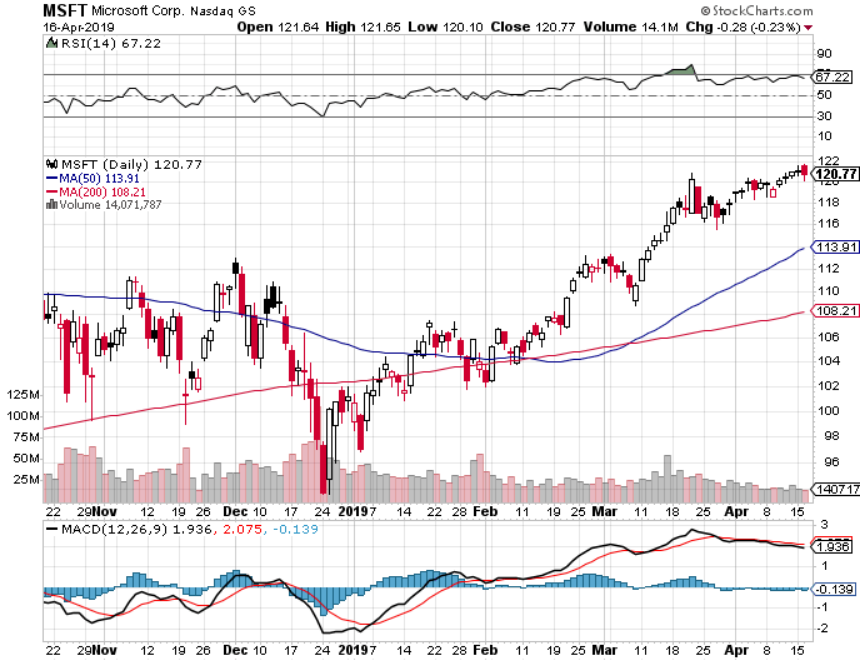 MSFT Microsoft Corp. Nasdaq GS © StockCharts.com
16-Apr-2019 Open 121.64 High 121.65 Low 120.10 Close 120.77 Volume 14.1M Chg -0.28 (-0.23%)
RSI(14) 67.22
90
67.22
50
30
10
MSFT (Daily) 120.77
MA(50) 113.91
MA(200) 108.21
Volume 14,071,787
122
120.77
118
116
113.91
112
110
108.21
106
104
102
100
98
96
125M
100M
75M
50M
25M
140717
22 29 Nov 12 19 26 Dec 10 17 24 2019 7 14 22 28 Feb 11 19 25 Mar 11 18 25 Apr 8 15
MACD(12,26,9) 1.936, 2.075, -0.139
3
1.936
1
-0.139
-1
-2
22 29 Nov 12 19 26 Dec 10 17 24 2019 7 14 22 28 Feb 11 19 25 Mar 11 18 25 Apr 8 15